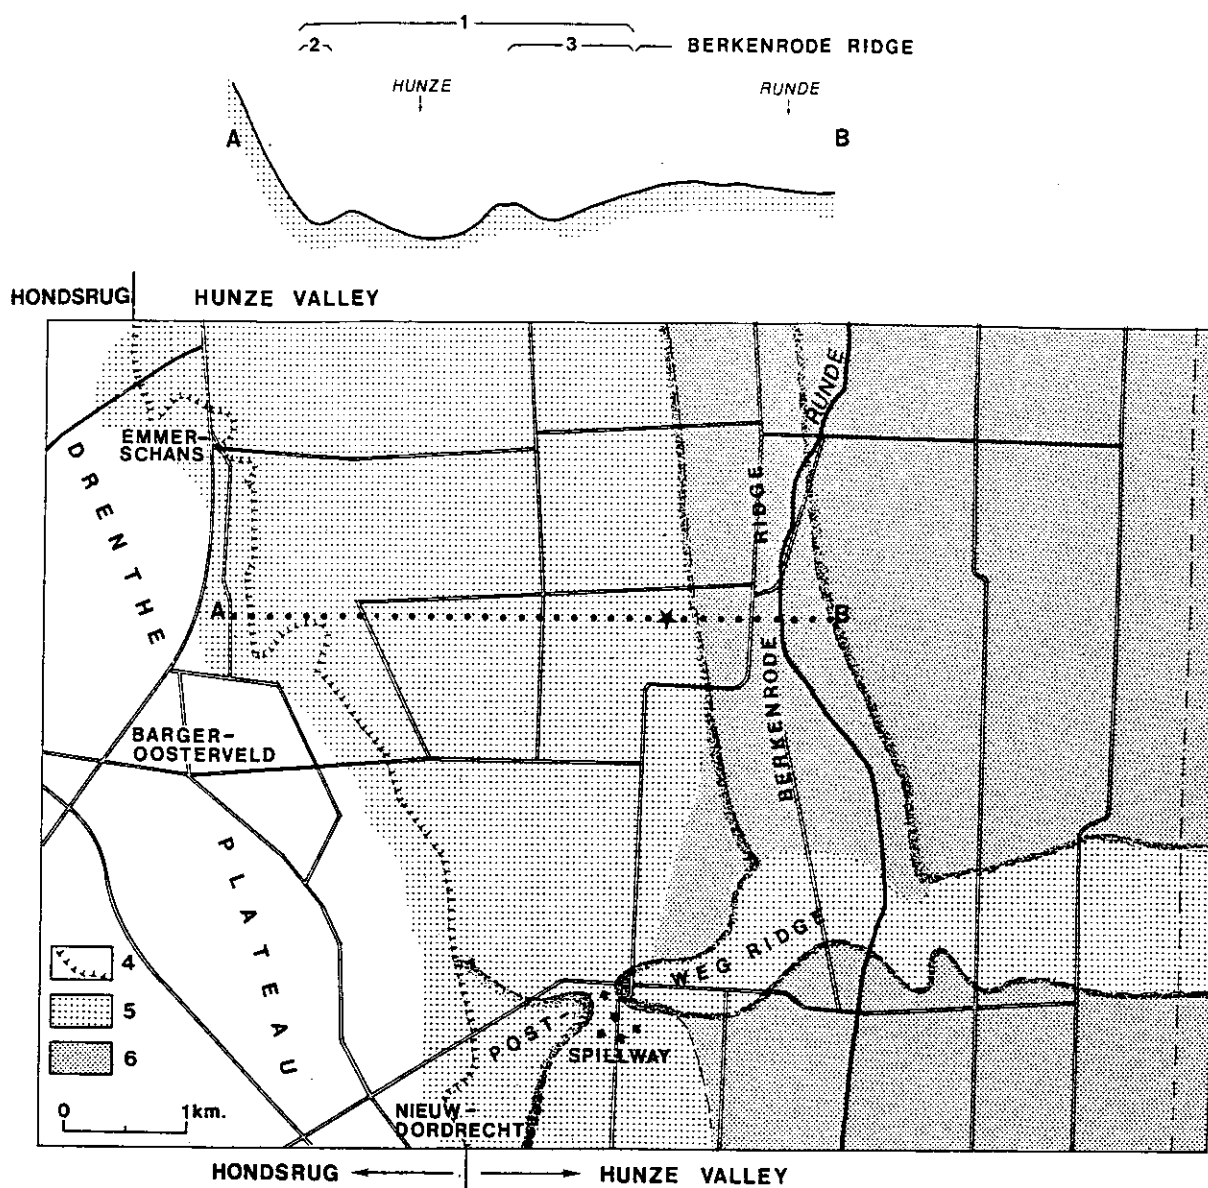 1
2
3
BERKENRODE RIDGE
HUNZE
RUNDE
A
B
HONDSRUG
HUNZE VALLEY
RUNDE
EMMER-
SCHANS
DRENTHE
RIDGE
A
B
BERKENRODE
BARGER-
OOSTERVELD
PLATEAU
WEG RIDGE
POST-
SPILLWAY
4
5
6
0
1km.
NIEUW-
DORDRECHT
HONDSRUG
HUNZE VALLEY